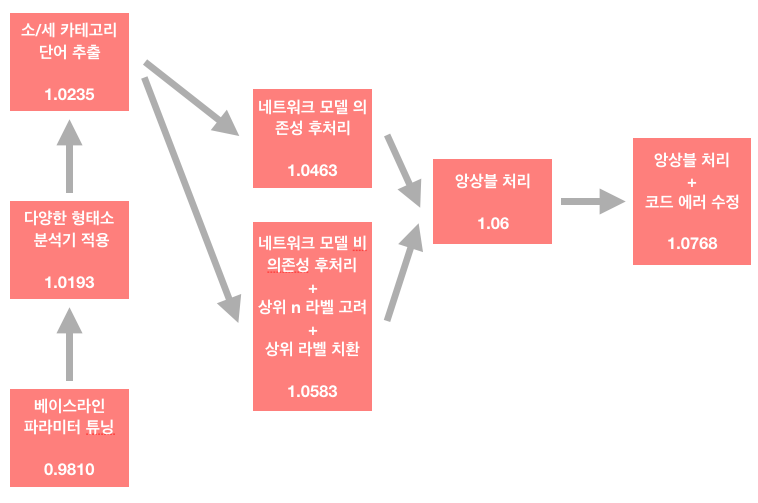 소/세 카테고리
단어 추출
1.0235
다양한 형태소
분석기 적용
1.0193
베이스라인
파라미터 튜닝
0.9810
네트워크 모델 의
존성 후처리
1.0463
네트워크 모델 비
의존성 후처리
+
상위 n 라벨 고려
+
상위 라벨 치환
1.0583
앙상블 처리
1.06
앙상블 처리
+
코드 에러 수정
1.0768